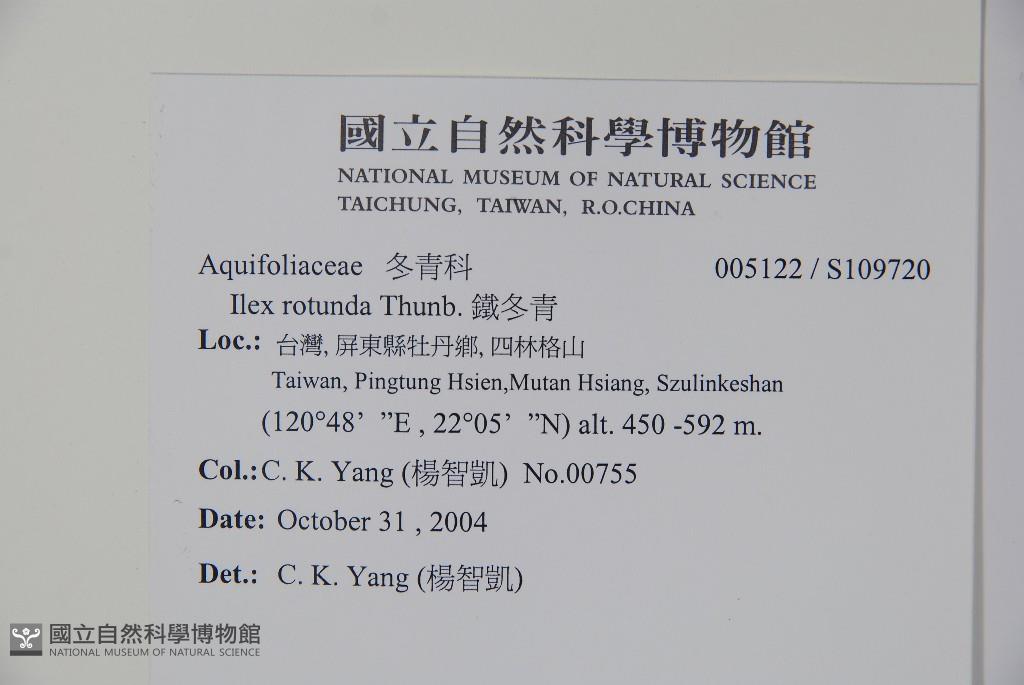 國立自然科學博物館
NATIONAL MUSEUM OF NATURAL SCIENCE
TAICHUNG, TAIWAN, R.O.CHINA
Aquifoliaceae 冬青科 005122 / S109720
Ilex rotunda Thunb. 鐵冬青
Loc.: 台灣, 屏東縣牡丹鄉, 四林格山
Taiwan, Pingtung Hsien,Mutan Hsiang, Szulinkeshan
(120°48’ ”E , 22°05’ ”N) alt. 450 -592 m.
Col.:C. K. Yang (楊智凱) No.00755
Date: October 31 , 2004
Det.: C. K. Yang (楊智凱)
國立自然科學博物館
NATIONAL MUSEUM OF NATURAL SCIENCE